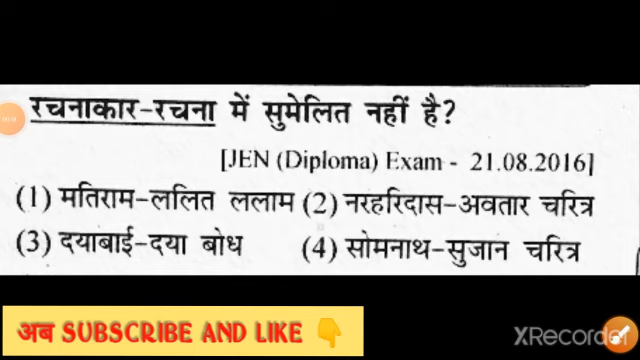 रचनाकार-रचना में सुमेलित नहीं है?
[JEN (Diploma) Exam - 21.08.2016]
(1) मतिराम-ललित ललाम (2) नरहरिदास-अवतार चरित्र
(3) दयाबाई-दया बोध (4) सोमनाथ-सुजान चरित्र
अब SUBSCRIBE AND LIKE 👇
XRecorder